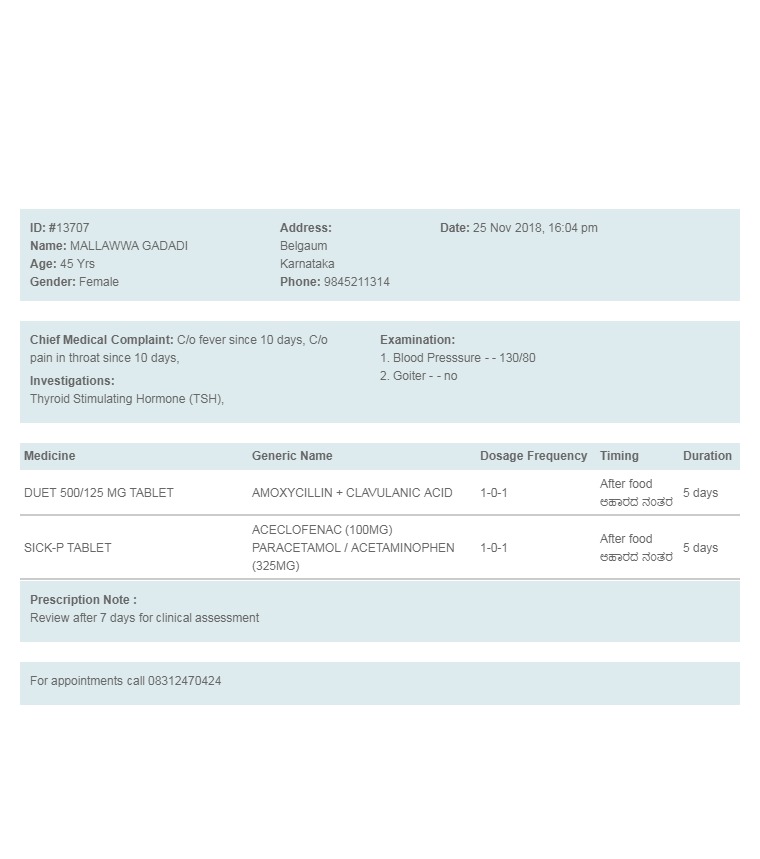 ID: #13707
Name: MALLAWWA GADADI
Age: 45 Yrs
Gender: Female
Address:
Belgaum
Karnataka
Phone: 9845211314
Date: 25 Nov 2018, 16:04 pm
Chief Medical Complaint: C/o fever since 10 days, C/o
pain in throat since 10 days,
Investigations:
Thyroid Stimulating Hormone (TSH),
Examination:
1. Blood Presssure - - 130/80
2. Goiter - - no
Medicine Generic Name Dosage Frequency Timing Duration
DUET 500/125 MG TABLET AMOXYCILLIN + CLAVULANIC ACID 1-0-1 After food
ಆಹಾರದ ನಂತರ 5 days
SICK-P TABLET ACECLOFENAC (100MG)
PARACETAMOL / ACETAMINOPHEN
(325MG) 1-0-1 After food
ಆಹಾರದ ನಂತರ 5 days
Prescription Note :
Review after 7 days for clinical assessment
For appointments call 08312470424